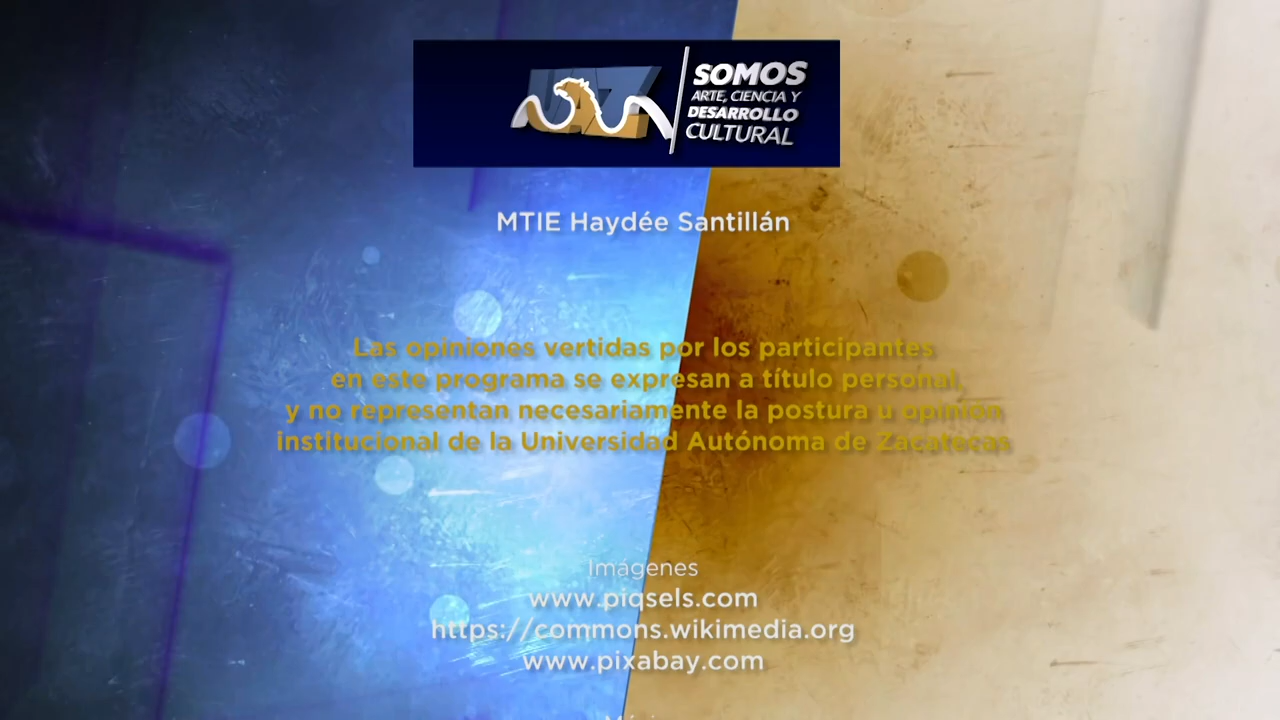 UAZ
SOMOS
ARTE, CIENCIA Y
DESARROLLO
CULTURAL
MTIE Haydée Santillán
Las opiniones vertidas por los participantes
en este programa se expresan a título personal,
y no representan necesariamente la postura u opinión
institucional de la Universidad Autónoma de Zacatecas
Imágenes
www.piqsels.com
https://commons.wikimedia.org
www.pixabay.com